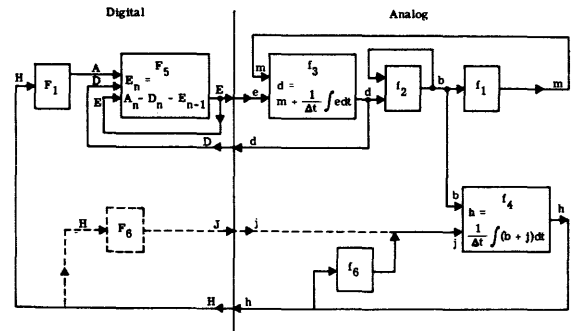 Digital
Analog
H
F1
A
D
E
F5
En =
An - Dn - En-1
E
e
m
f3
d =
m + 1/Δt ∫ edt
d
f2
b
f1
m
D
d
H
F6
J
j
b
j
f4
h =
1/Δt ∫ (b + j)dt
h
f6
H
h